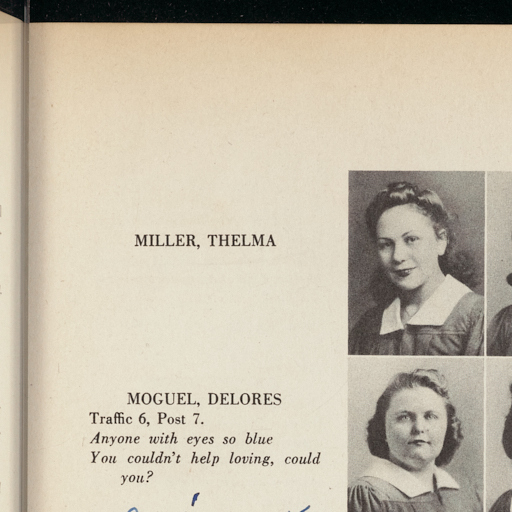 MILLER, THELMA
MOGUEL, DELORES
Traffic 6, Post 7.
Anyone with eyes so blue
You couldn't help loving, could
you?